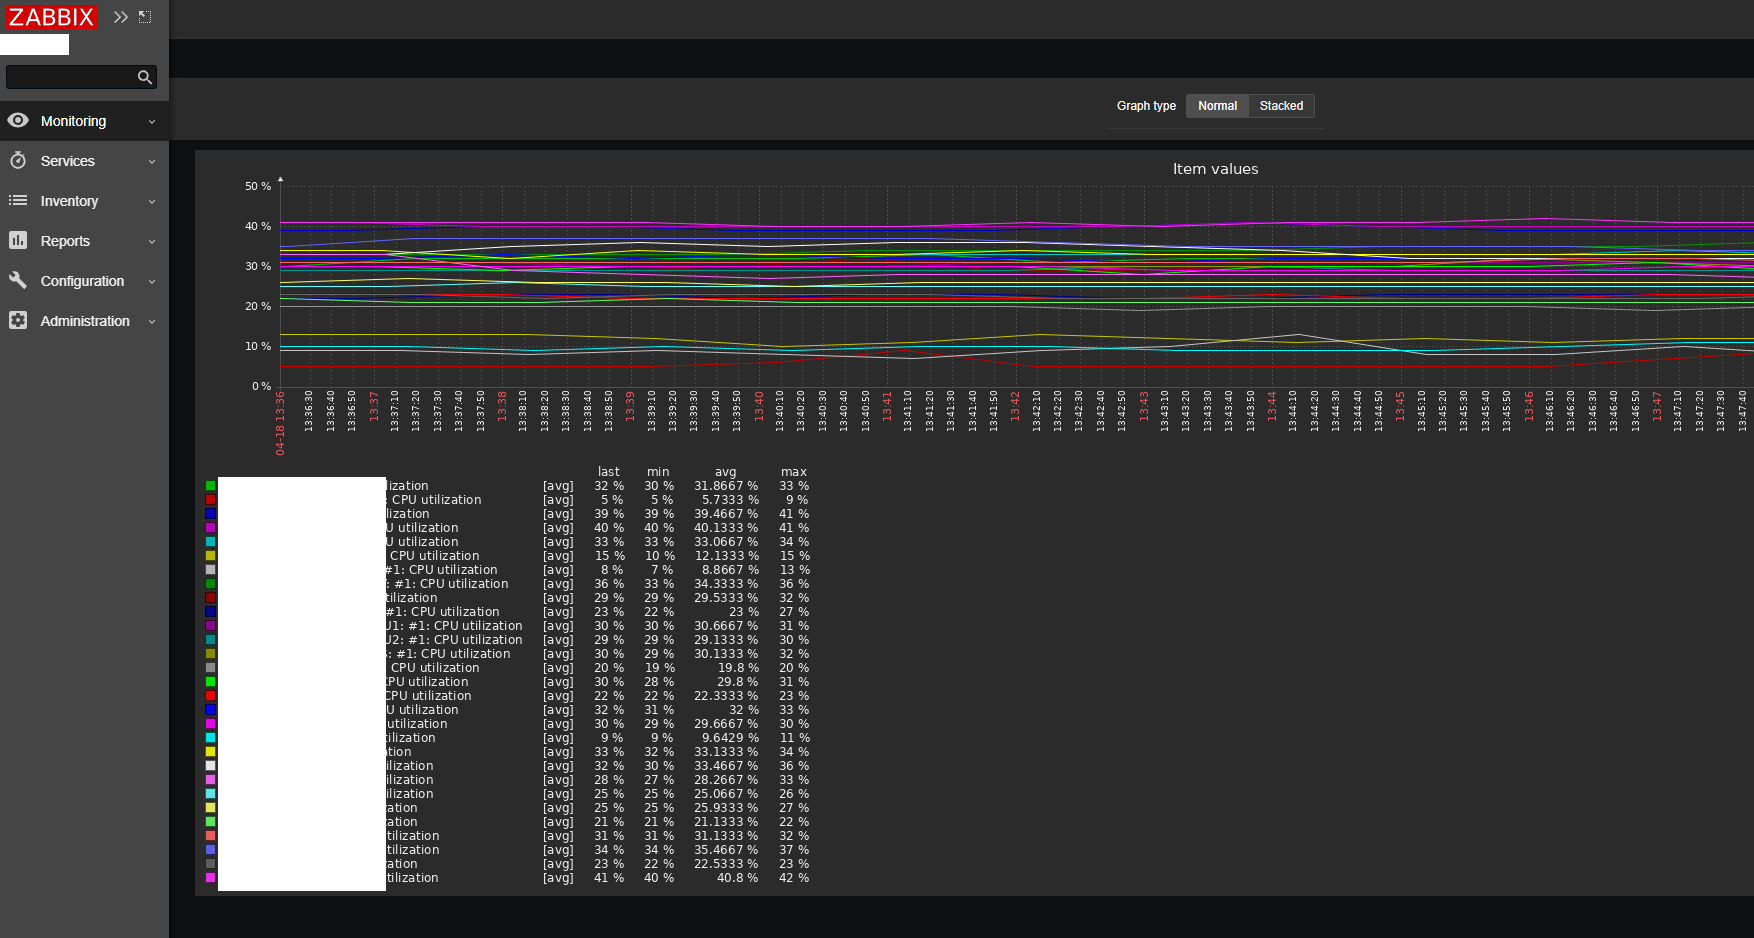 ZABBIX
Monitoring
Services
Inventory
Reports
Configuration
Administration
Graph type Normal Stacked
Item values
50 %
40 %
30 %
20 %
10 %
0 %
04-18 13:36 13:36:30 13:36:40 13:36:50 13:37 13:37:10 13:37:20 13:37:30 13:37:40 13:37:50 13:38 13:38:10 13:38:20 13:38:30 13:38:40 13:38:50 13:39 13:39:10 13:39:20 13:39:30 13:39:40 13:39:50 13:40 13:40:10 13:40:20 13:40:30 13:40:40 13:40:50 13:41 13:41:10 13:41:20 13:41:30 13:41:40 13:41:50 13:42 13:42:10 13:42:20 13:42:30 13:42:40 13:42:50 13:43 13:43:10 13:43:20 13:43:30 13:43:40 13:43:50 13:44 13:44:10 13:44:20 13:44:30 13:44:40 13:44:50 13:45 13:45:10 13:45:20 13:45:30 13:45:40 13:45:50 13:46 13:46:10 13:46:20 13:46:30 13:46:40 13:46:50 13:47 13:47:10 13:47:20 13:47:30 13:47:40
last min avg max
lization [avg] 32 % 30 % 31.8667 % 33 %
: CPU utilization [avg] 5 % 5 % 5.7333 % 9 %
lization [avg] 39 % 39 % 39.4667 % 41 %
U utilization [avg] 40 % 40 % 40.1333 % 41 %
U utilization [avg] 33 % 33 % 33.0667 % 34 %
CPU utilization [avg] 15 % 10 % 12.1333 % 15 %
#1: CPU utilization [avg] 8 % 7 % 8.8667 % 13 %
: #1: CPU utilization [avg] 36 % 33 % 34.3333 % 36 %
tilization [avg] 29 % 29 % 29.5333 % 32 %
#1: CPU utilization [avg] 23 % 22 % 23 % 27 %
U1: #1: CPU utilization [avg] 30 % 30 % 30.6667 % 31 %
U2: #1: CPU utilization [avg] 29 % 29 % 29.1333 % 30 %
: #1: CPU utilization [avg] 30 % 29 % 30.1333 % 32 %
CPU utilization [avg] 20 % 19 % 19.8 % 20 %
CPU utilization [avg] 30 % 28 % 29.8 % 31 %
CPU utilization [avg] 22 % 22 % 22.3333 % 23 %
U utilization [avg] 32 % 31 % 32 % 33 %
utilization [avg] 30 % 29 % 29.6667 % 30 %
tilization [avg] 9 % 9 % 9.6429 % 11 %
ation [avg] 33 % 32 % 33.1333 % 34 %
ilization [avg] 32 % 30 % 33.4667 % 36 %
ilization [avg] 28 % 27 % 28.2667 % 33 %
ilization [avg] 25 % 25 % 25.0667 % 26 %
zation [avg] 25 % 25 % 25.9333 % 27 %
zation [avg] 21 % 21 % 21.1333 % 22 %
tilization [avg] 31 % 31 % 31.1333 % 32 %
tilization [avg] 34 % 34 % 35.4667 % 37 %
zation [avg] 23 % 22 % 22.5333 % 23 %
tilization [avg] 41 % 40 % 40.8 % 42 %